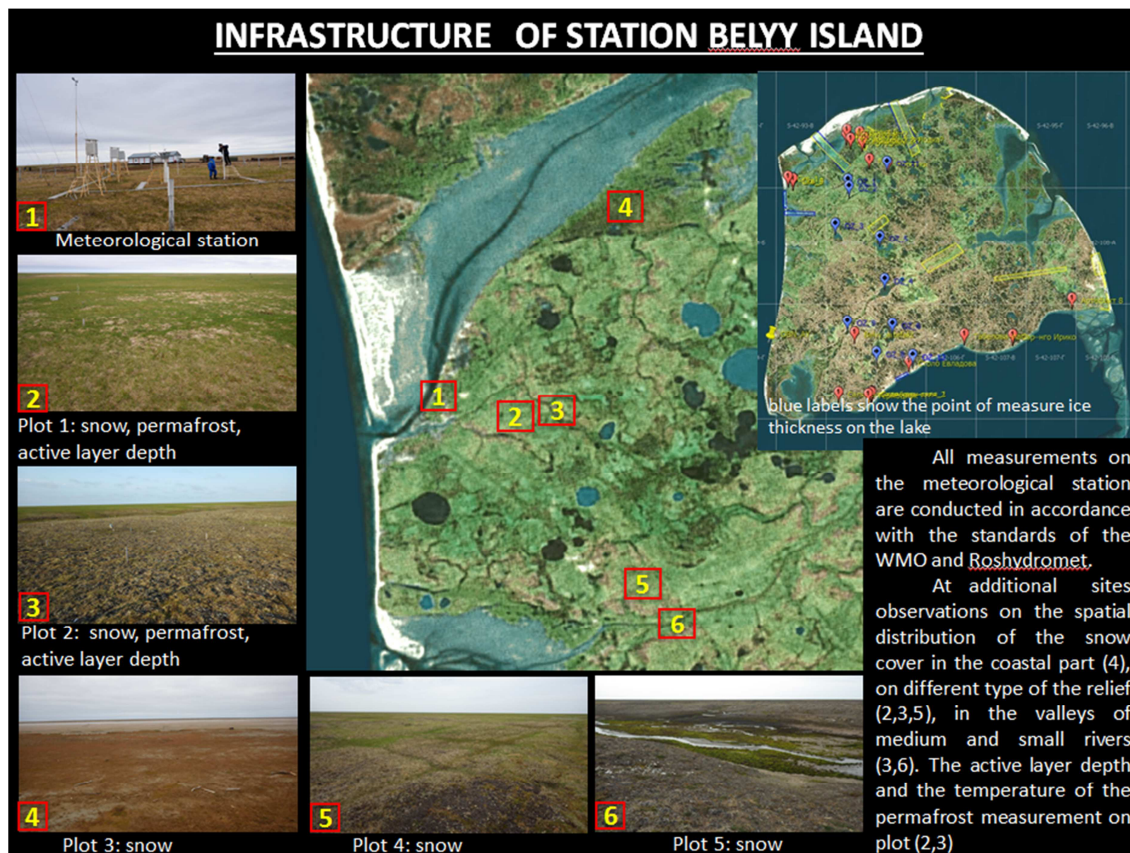 INFRASTRUCTURE OF STATION BELYY ISLAND
1
Meteorological station
2
Plot 1: snow, permafrost,
active layer depth
3
Plot 2: snow, permafrost,
active layer depth
4
Plot 3: snow
5
Plot 4: snow
6
Plot 5: snow
4
1
2
3
5
6
blue labels show the point of measure ice
thickness on the lake
All measurements on
the meteorological station
are conducted in accordance
with the standards of the
WMO and Roshydromet.
At additional sites
observations on the spatial
distribution of the snow
cover in the coastal part (4),
on different type of the relief
(2,3,5), in the valleys of
medium and small rivers
(3,6). The active layer depth
and the temperature of the
permafrost measurement on
plot (2,3)